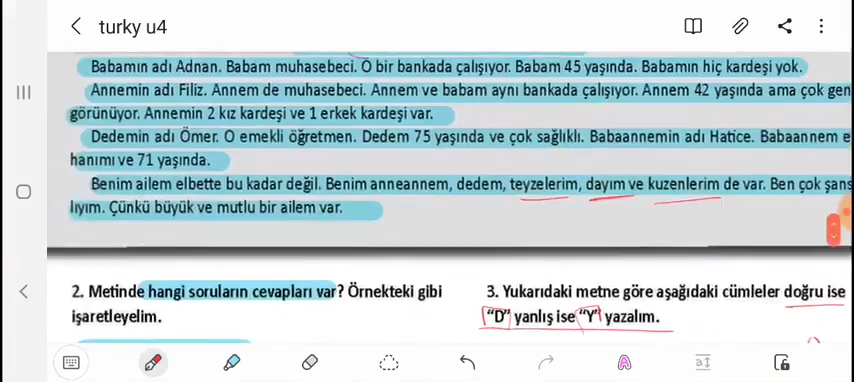 turky u4
Babamın adı Adnan. Babam muhasebeci. O bir bankada çalışıyor. Babam 45 yaşında. Babamın hiç kardeşi yok.
Annemin adı Filiz. Annem de muhasebeci. Annem ve babam aynı bankada çalışıyor. Annem 42 yaşında ama çok gen
görünüyor. Annemin 2 kız kardeşi ve 1 erkek kardeşi var.
Dedemin adı Ömer. O emekli öğretmen. Dedem 75 yaşında ve çok sağlıklı. Babaannemin adı Hatice. Babaannem e
hanımı ve 71 yaşında.
Benim ailem elbette bu kadar değil. Benim anneannem, dedem, teyzelerim, dayım ve kuzenlerim de var. Ben çok şans
lıyım. Çünkü büyük ve mutlu bir ailem var.
2. Metinde hangi soruların cevapları var? Örnekteki gibi
işaretleyelim.
3. Yukarıdaki metne göre aşağıdaki cümleler doğru ise
"D" yanlış ise "Y" yazalım.